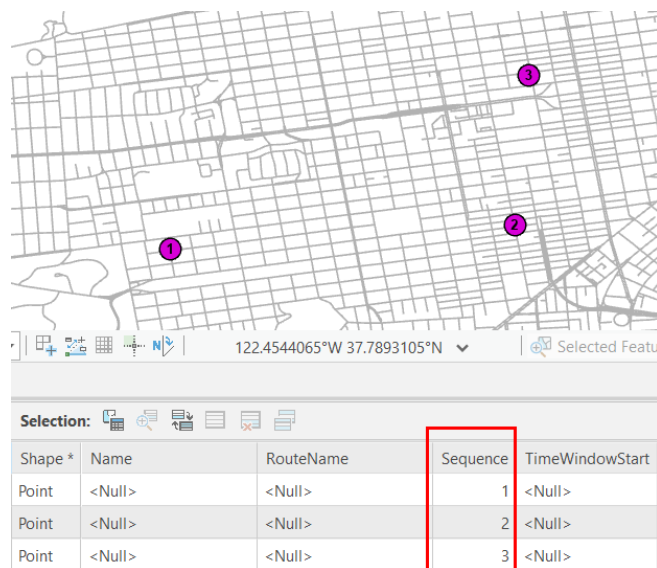 3
2
1
122.4544065°W 37.7893105°N
Selected Featu
Selection:
Shape * Name RouteName Sequence TimeWindowStart
Point <Null> <Null> 1 <Null>
Point <Null> <Null> 2 <Null>
Point <Null> <Null> 3 <Null>